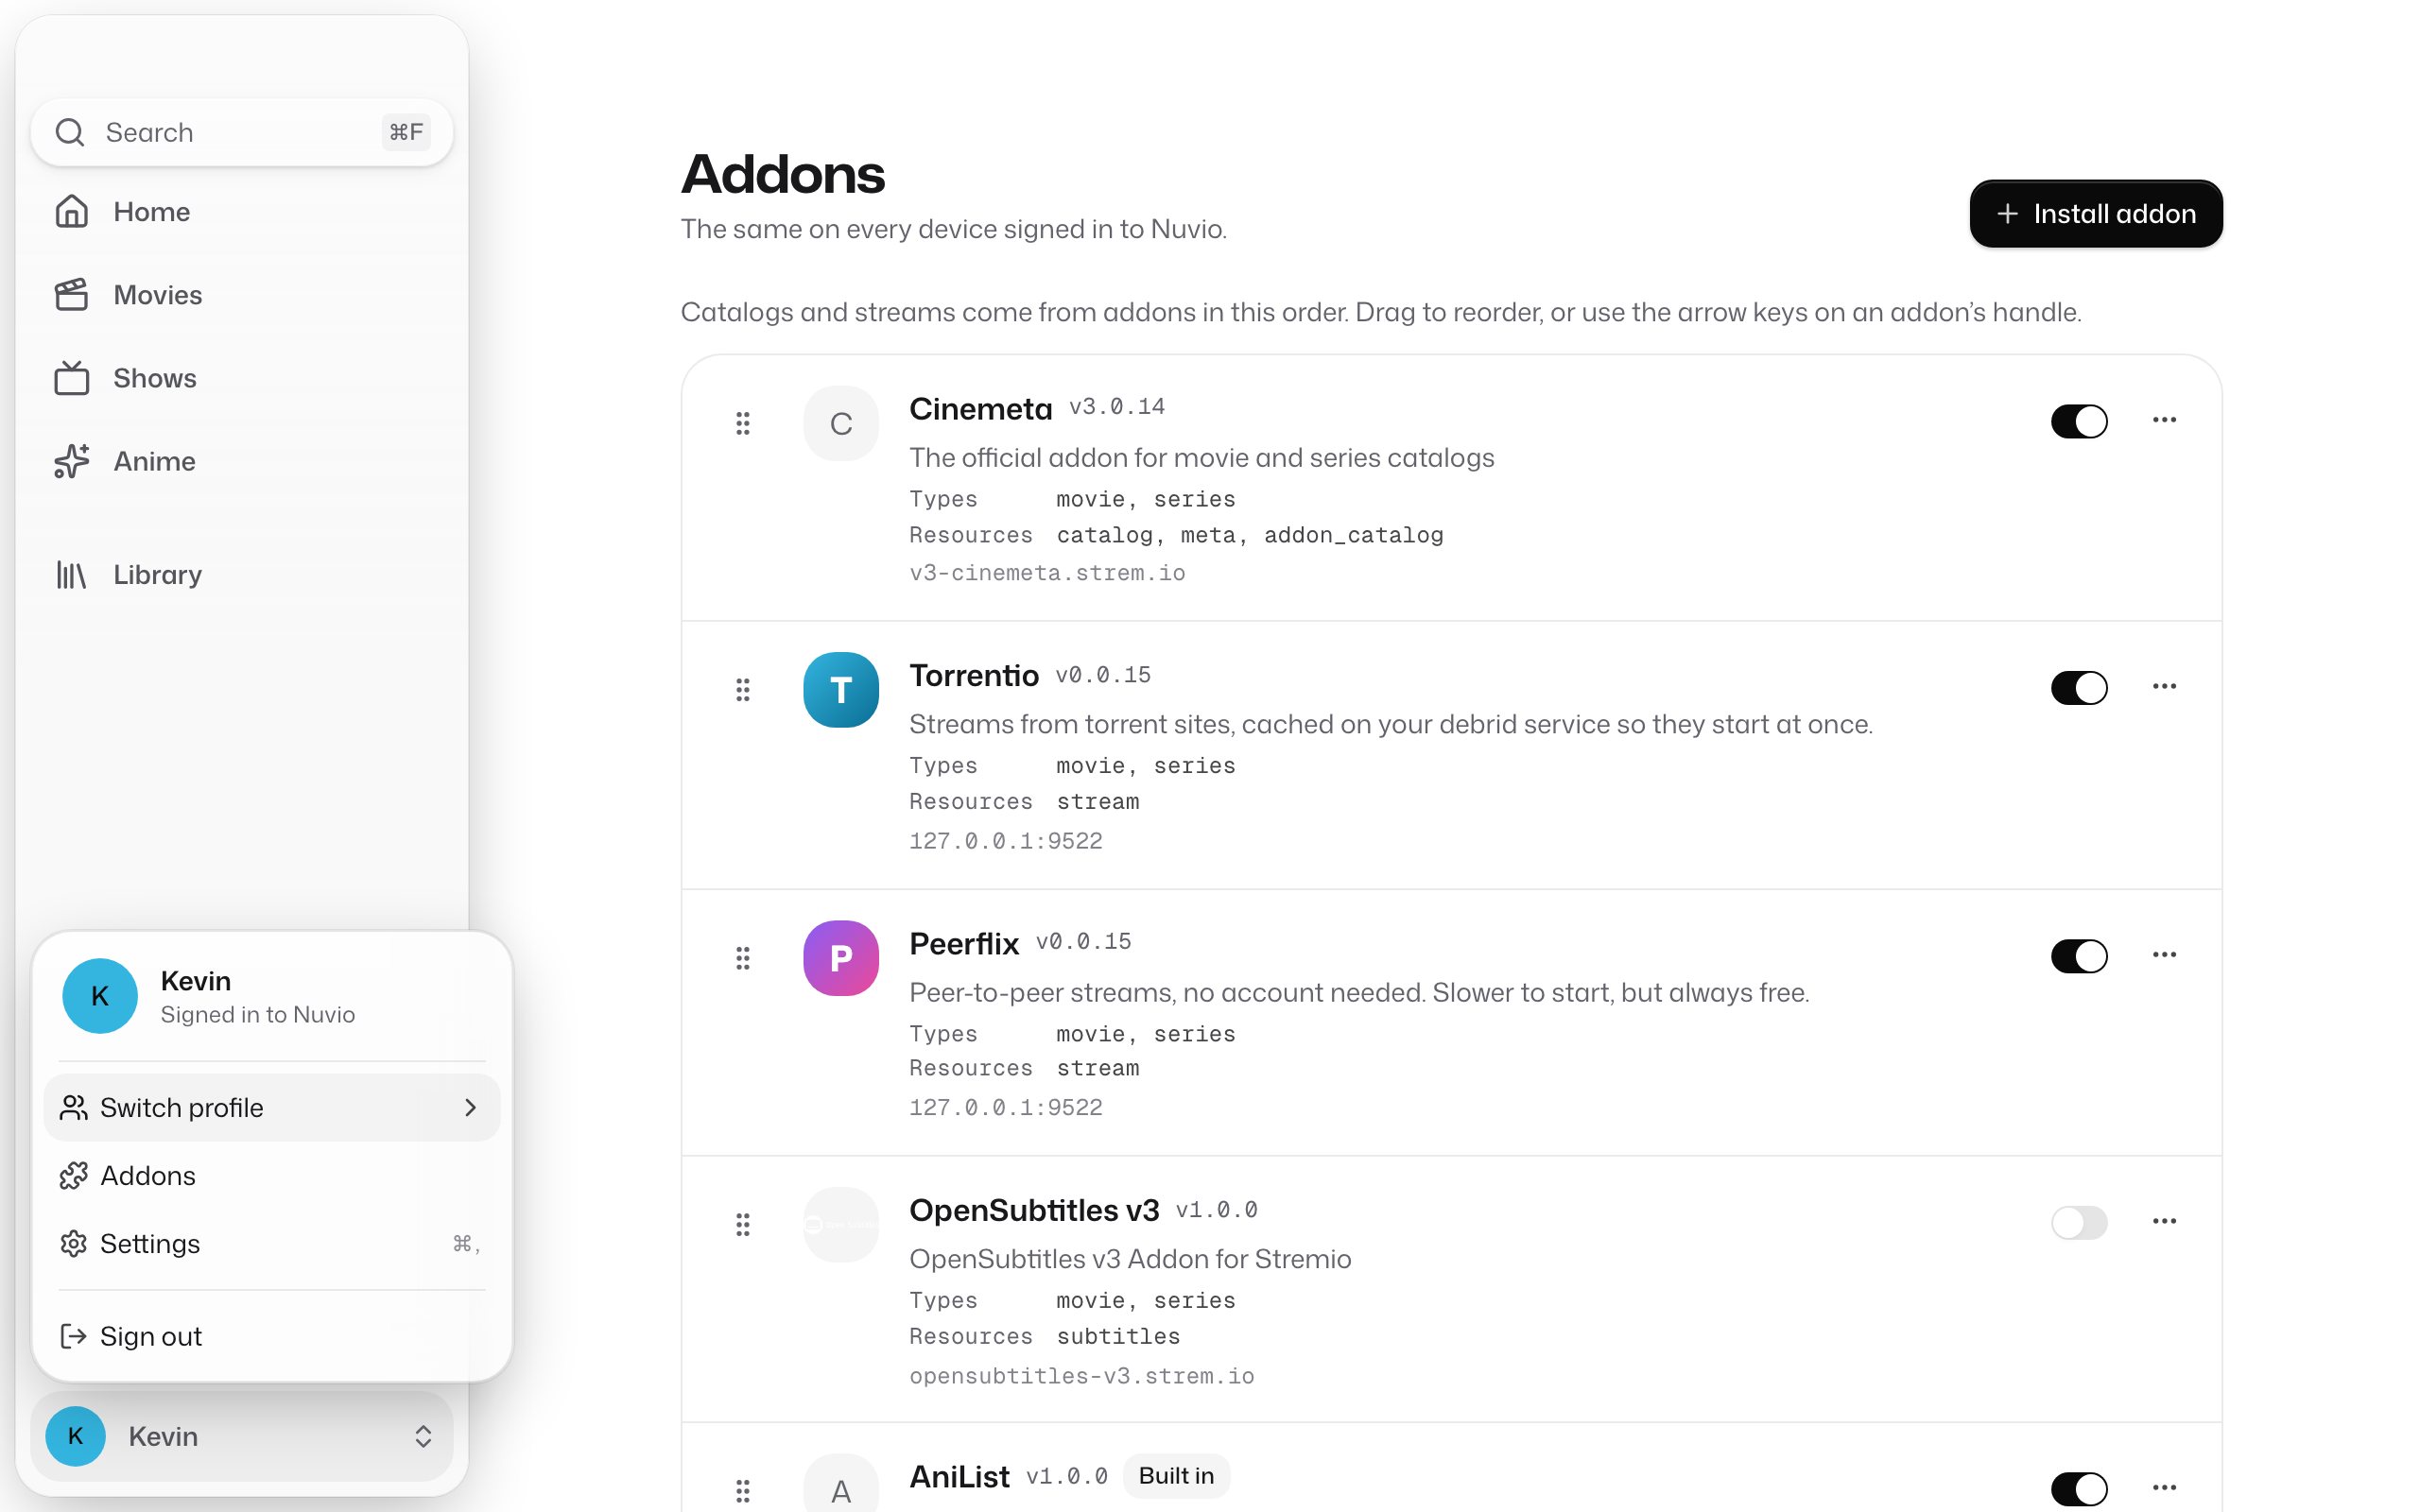 Search ⌘F
Home
Movies
Shows
Anime
Library
K
Kevin
Signed in to Nuvio
Switch profile
Addons
Settings ⌘,
Sign out
K Kevin
Addons
The same on every device signed in to Nuvio.
Install addon
Catalogs and streams come from addons in this order. Drag to reorder, or use the arrow keys on an addon’s handle.
C
Cinemeta v3.0.14
The official addon for movie and series catalogs
Types movie, series
Resources catalog, meta, addon_catalog
v3-cinemeta.strem.io
T
Torrentio v0.0.15
Streams from torrent sites, cached on your debrid service so they start at once.
Types movie, series
Resources stream
127.0.0.1:9522
P
Peerflix v0.0.15
Peer-to-peer streams, no account needed. Slower to start, but always free.
Types movie, series
Resources stream
127.0.0.1:9522
OpenSubtitles v3 v1.0.0
OpenSubtitles v3 Addon for Stremio
Types movie, series
Resources subtitles
opensubtitles-v3.strem.io
A
AniList v1.0.0 Built in